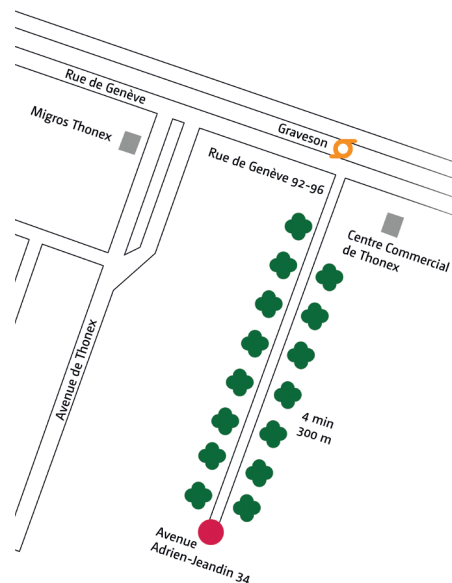 Rue de Genève
Migros Thonex
Graveson
Rue de Genève 92-96
Centre Commercial
de Thonex
Avenue de Thonex
4 min
300 m
Avenue
Adrien-Jeandin 34